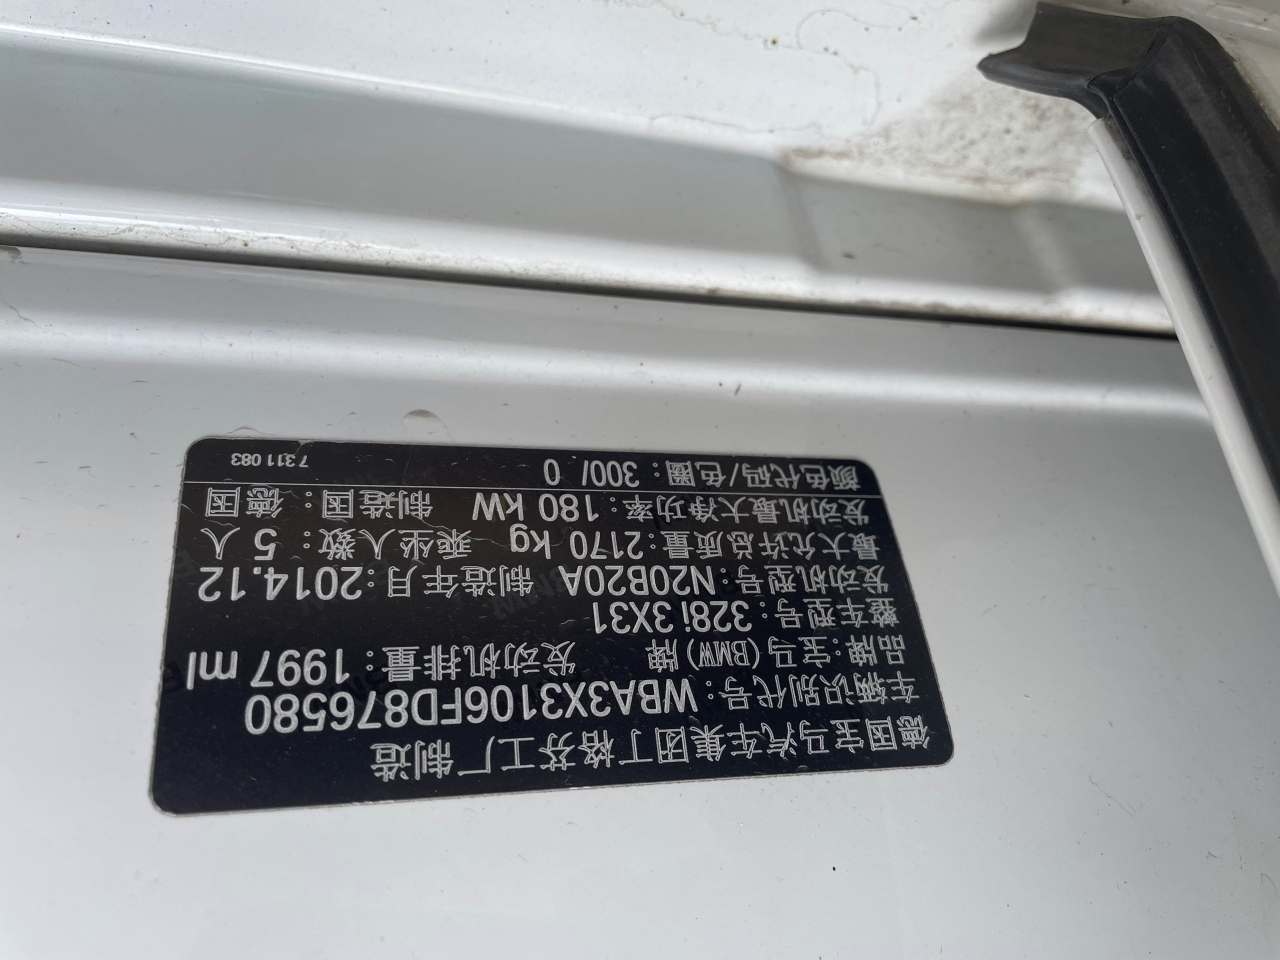 德国宝马汽车集团丁格芬工厂 制造
车辆识别代号：WBA3X3106FD876580
品牌：宝马(BMW)牌 发动机排量：1997 ml
整车型号：328i 3X31
发动机型号：N20B20A 制造年月：2014.12
最大允许总质量：2170 kg 乘坐人数：5 人
发动机最大净功率：180 kW 制造国：德国
颜色代码/色圈：300/ 0 7 311 083